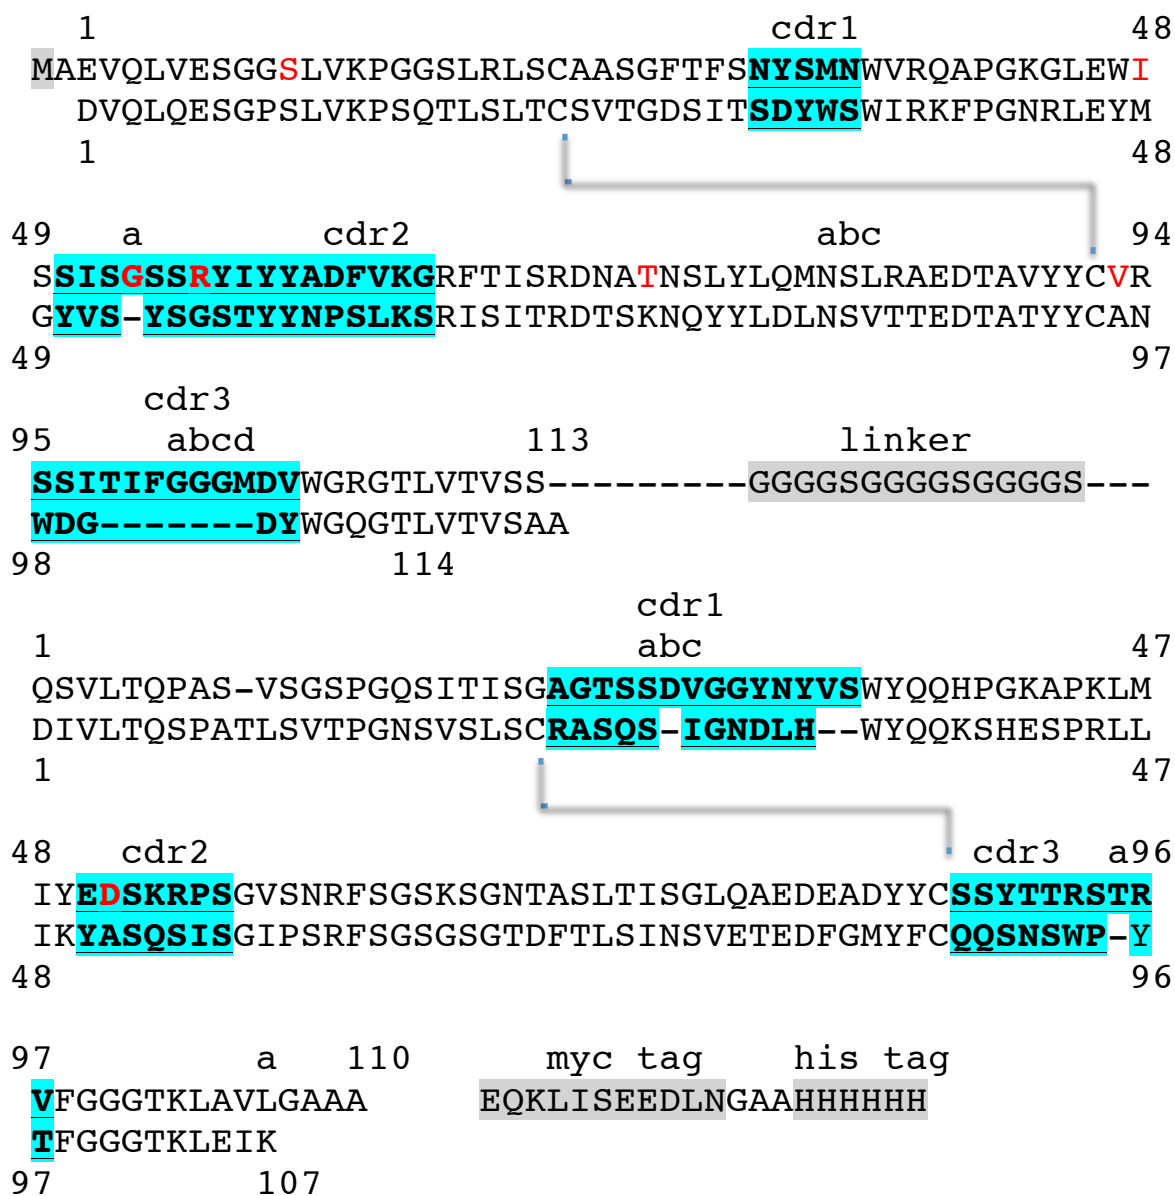 1 cdr1 48
MAEVQLVESGGSLVKPGGSLRLSCAASGFTFSNYSMNWVRQAPGKGLEWI
DVQLQESGPSLVKPSQTLSLTCSVTGDSITSDYWSWIRKFPGNRLEYM
1 48
49 a cdr2 abc 94
SSISGSSRYIYYADFVKGRFTISRDNATNSLYLQMNSLRAEDTAVYYCVR
GYVS-YSGSTYYNPSLKSRISITRDTSKNQYYLDLNSVTTEDTATYYCAN
49 97
cdr3
95 abcd 113 linker
SSITIFGGGMDVWGRGTLVTVSS---------GGGGSGGGGSGGGGS---
WDG-------DYWGQGTLVTVSAA
98 114
cdr1
1 abc 47
QSVLTQPAS-VSGSPGQSITISGAGTSSDVGGYNYVSWYQQHPGKAPKLM
DIVLTQSPATLSVTPGNSVSLSCRASQS-IGNDLH--WYQQKSHESPRLL
1 47
48 cdr2 cdr3 a96
IYEDSKRPSGVSNRFSGSKSGNTASLTISGLQAEDEADYYCSSYTTRSTR
IKYASQSISGIPSRFSGSGSGTDFTLSINSVETEDFGMYFCQQSNSWP-Y
48 96
97 a 110 myc tag his tag
VFGGGTKLAVLGAAA EQKLISEEDLNGAAHHHHHH
TFGGGTKLEIK
97 107